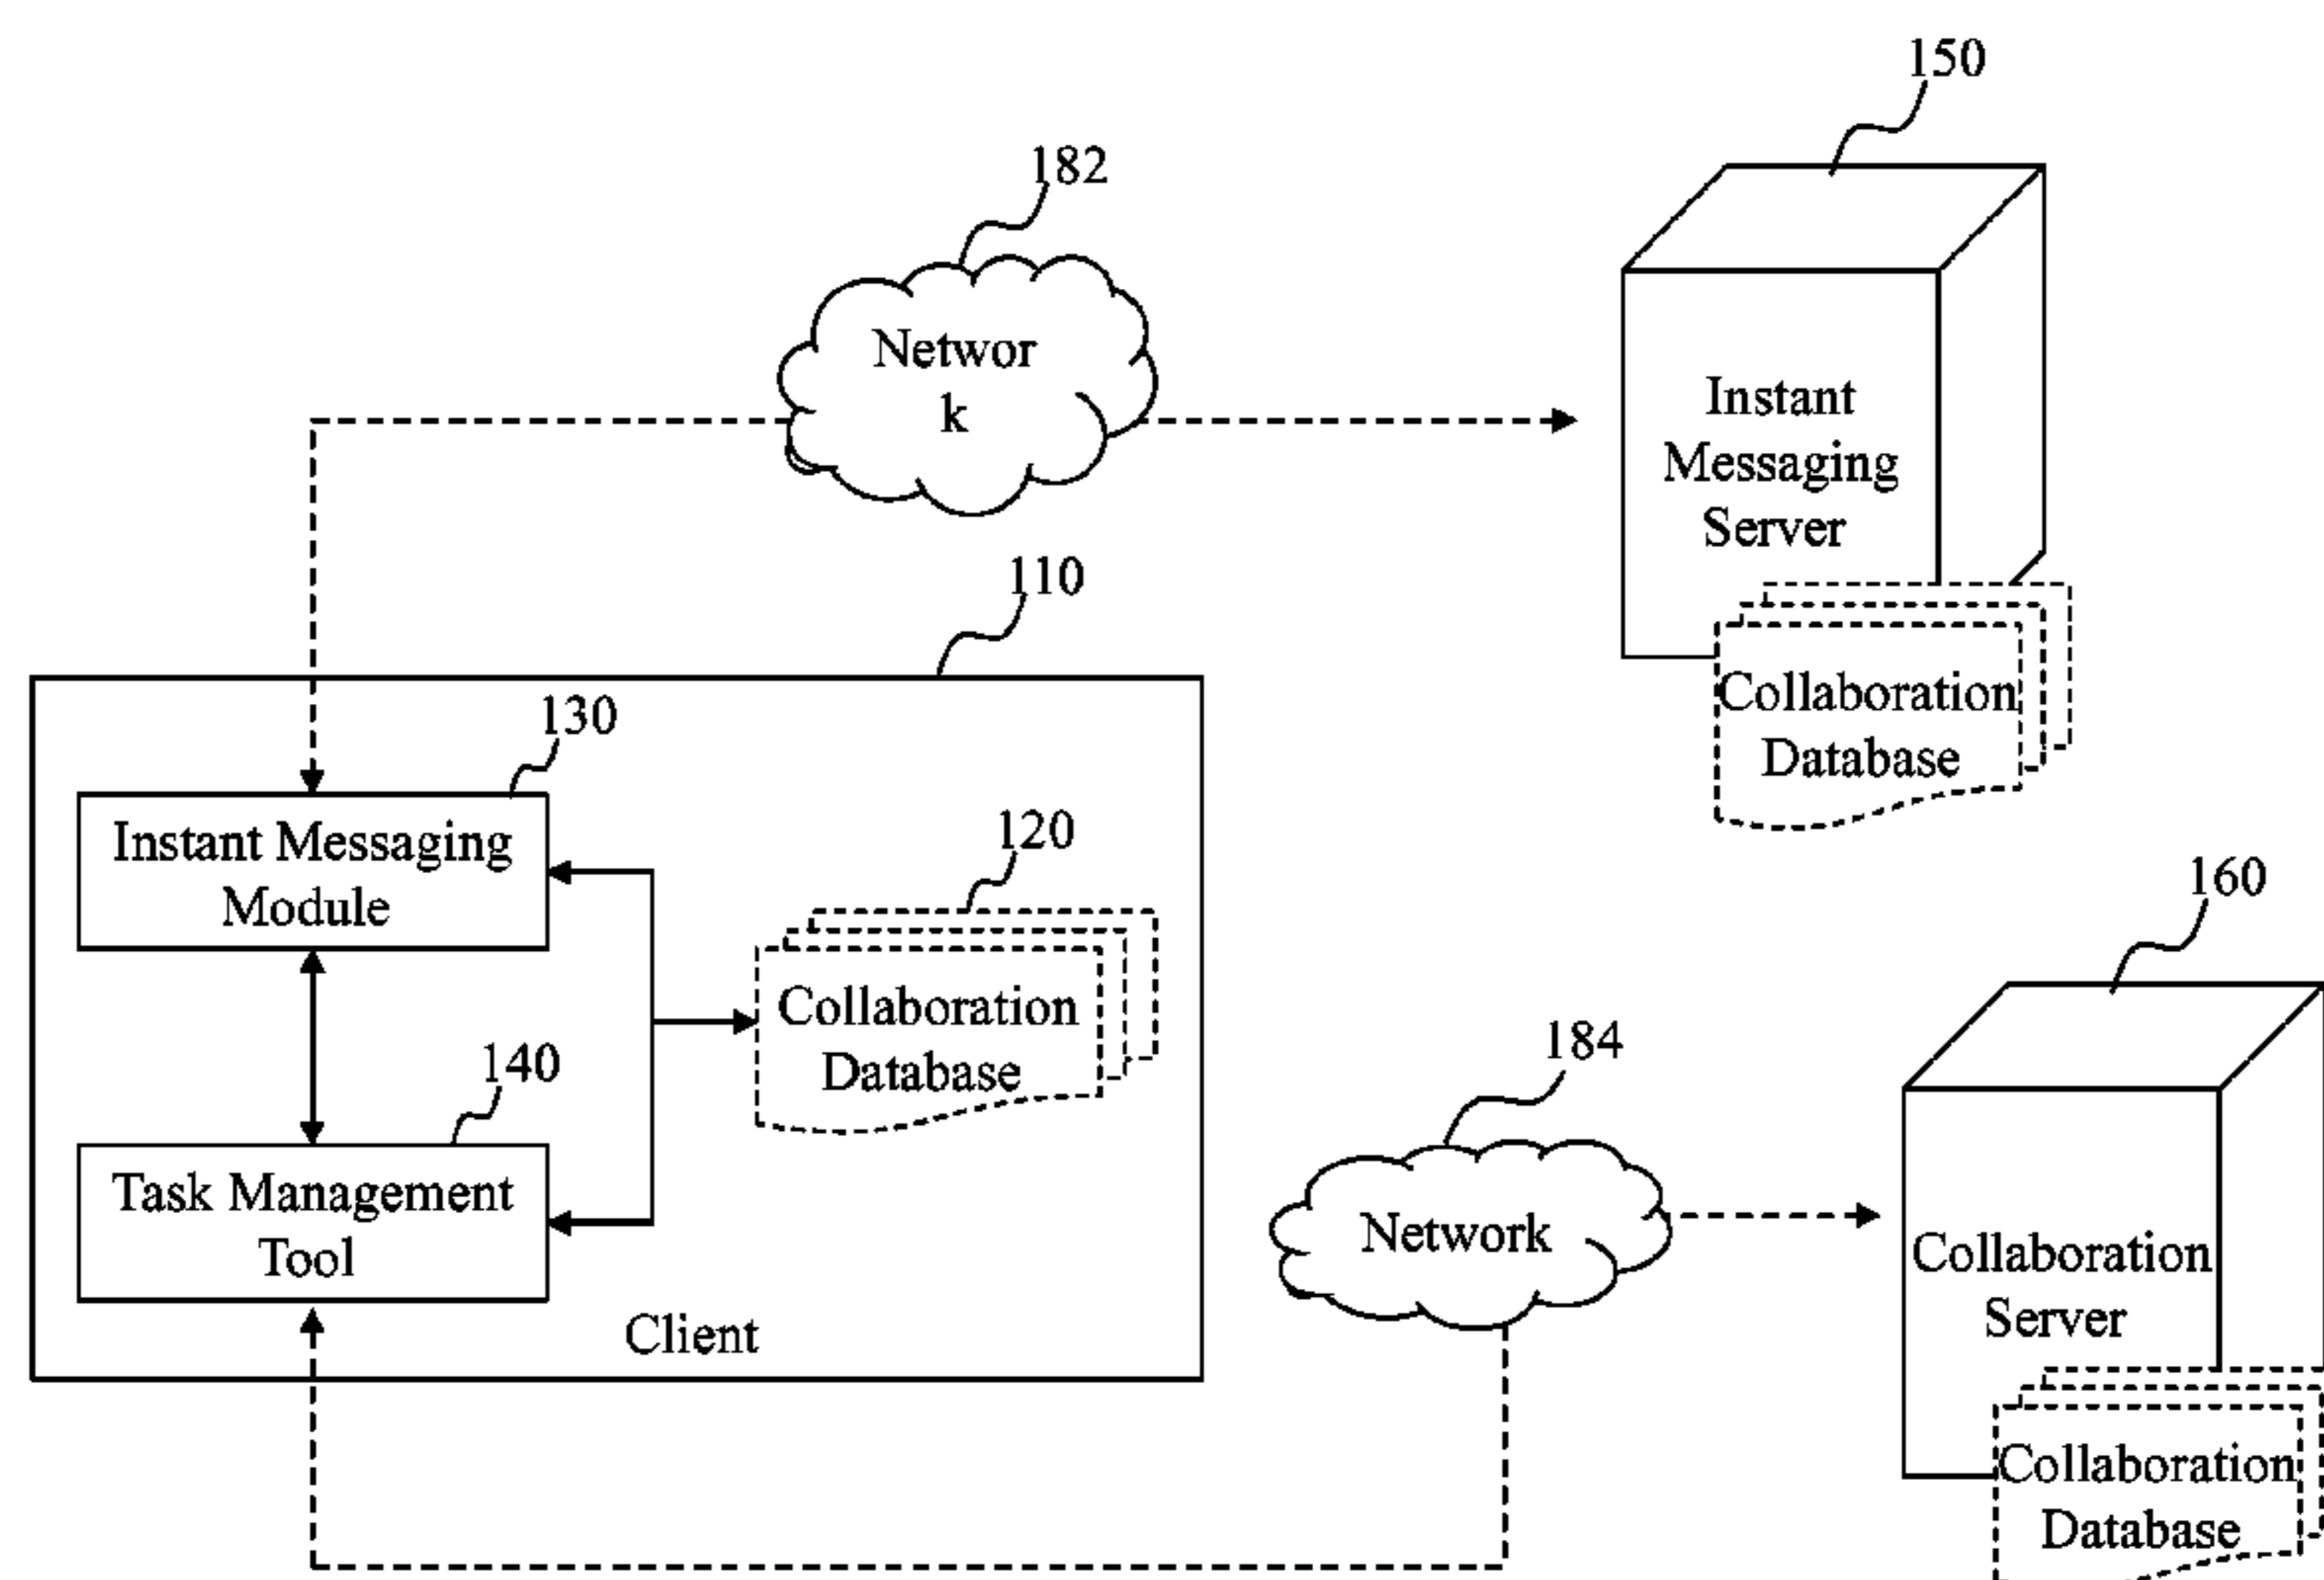 150
182
Networ
k
Instant
Messaging
Server
110
Collaboration
Database
130
Instant Messaging
Module
120
Collaboration
Database
160
140
Task Management
Tool
184
Network
Collaboration
Server
Client
Collaboration
Database